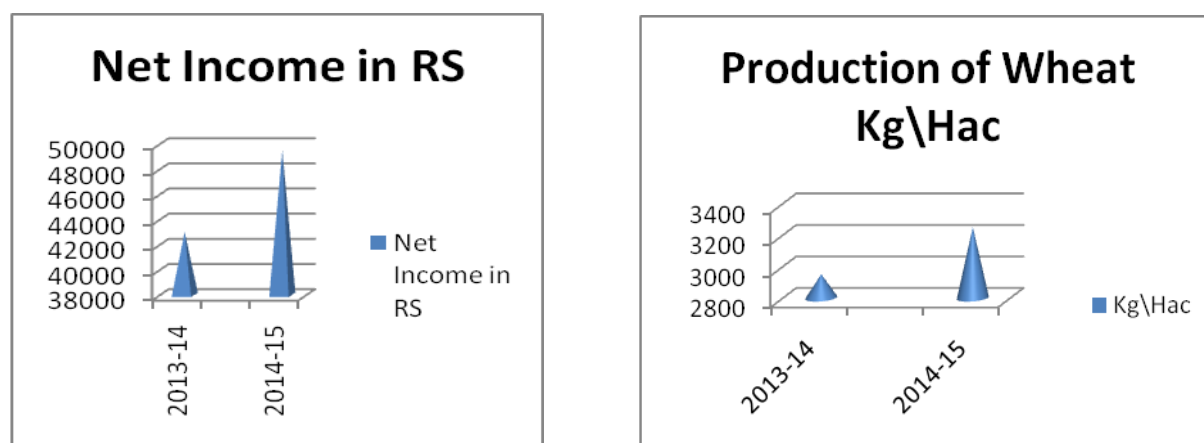 Net Income in RS
50000
48000
46000
44000
42000
40000
38000
2013-14
2014-15
Net
Income in
RS
Production of Wheat
Kg\Hac
3400
3200
3000
2800
2013-14
2014-15
Kg\Hac